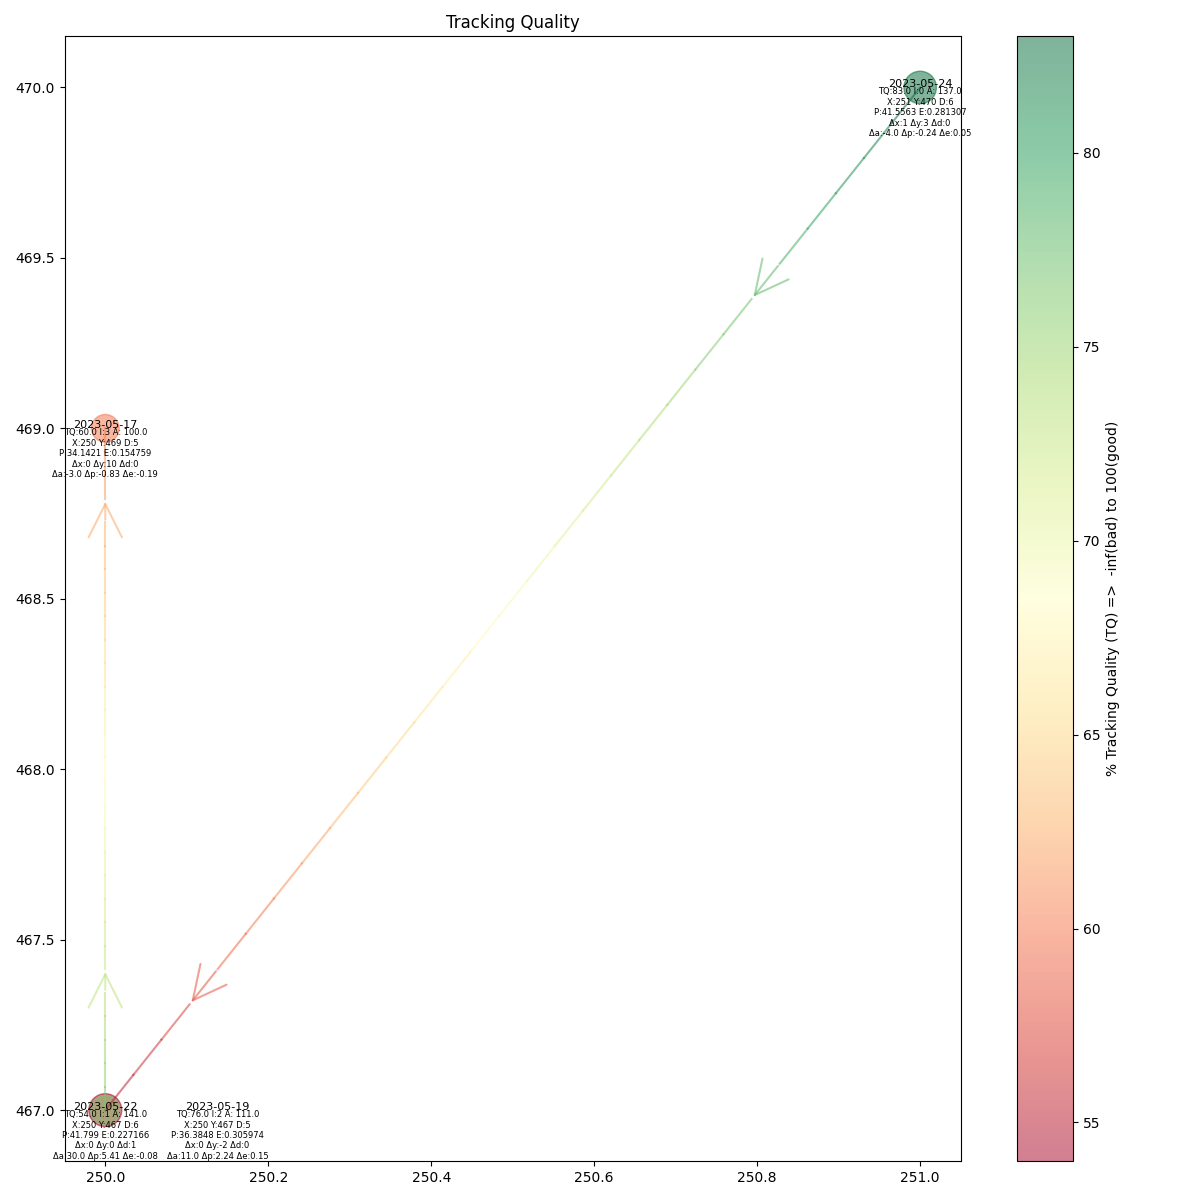 Tracking Quality
470.0
469.5
469.0
468.5
468.0
467.5
467.0
2023-05-24
TQ:83.0 I:0 A: 137.0
X:251 Y:470 D:6
P:41.5563 E:0.281307
Δx:1 Δy:3 Δd:0
Δa:-4.0 Δp:-0.24 Δe:0.05
2023-05-17
TQ:60.0 I:3 A: 100.0
X:250 Y:469 D:5
P:34.1421 E:0.154759
Δx:0 Δy:10 Δd:0
Δa:-3.0 Δp:-0.83 Δe:-0.19
2023-05-22
TQ:54.0 I:1 A: 141.0
X:250 Y:467 D:6
P:41.799 E:0.227166
Δx:0 Δy:0 Δd:1
Δa:30.0 Δp:5.41 Δe:-0.08
2023-05-19
TQ:76.0 I:2 A: 111.0
X:250 Y:467 D:5
P:36.3848 E:0.305974
Δx:0 Δy:-2 Δd:0
Δa:11.0 Δp:2.24 Δe:0.15
250.0
250.2
250.4
250.6
250.8
251.0
80
75
70
65
60
55
% Tracking Quality (TQ) => -inf(bad) to 100(good)